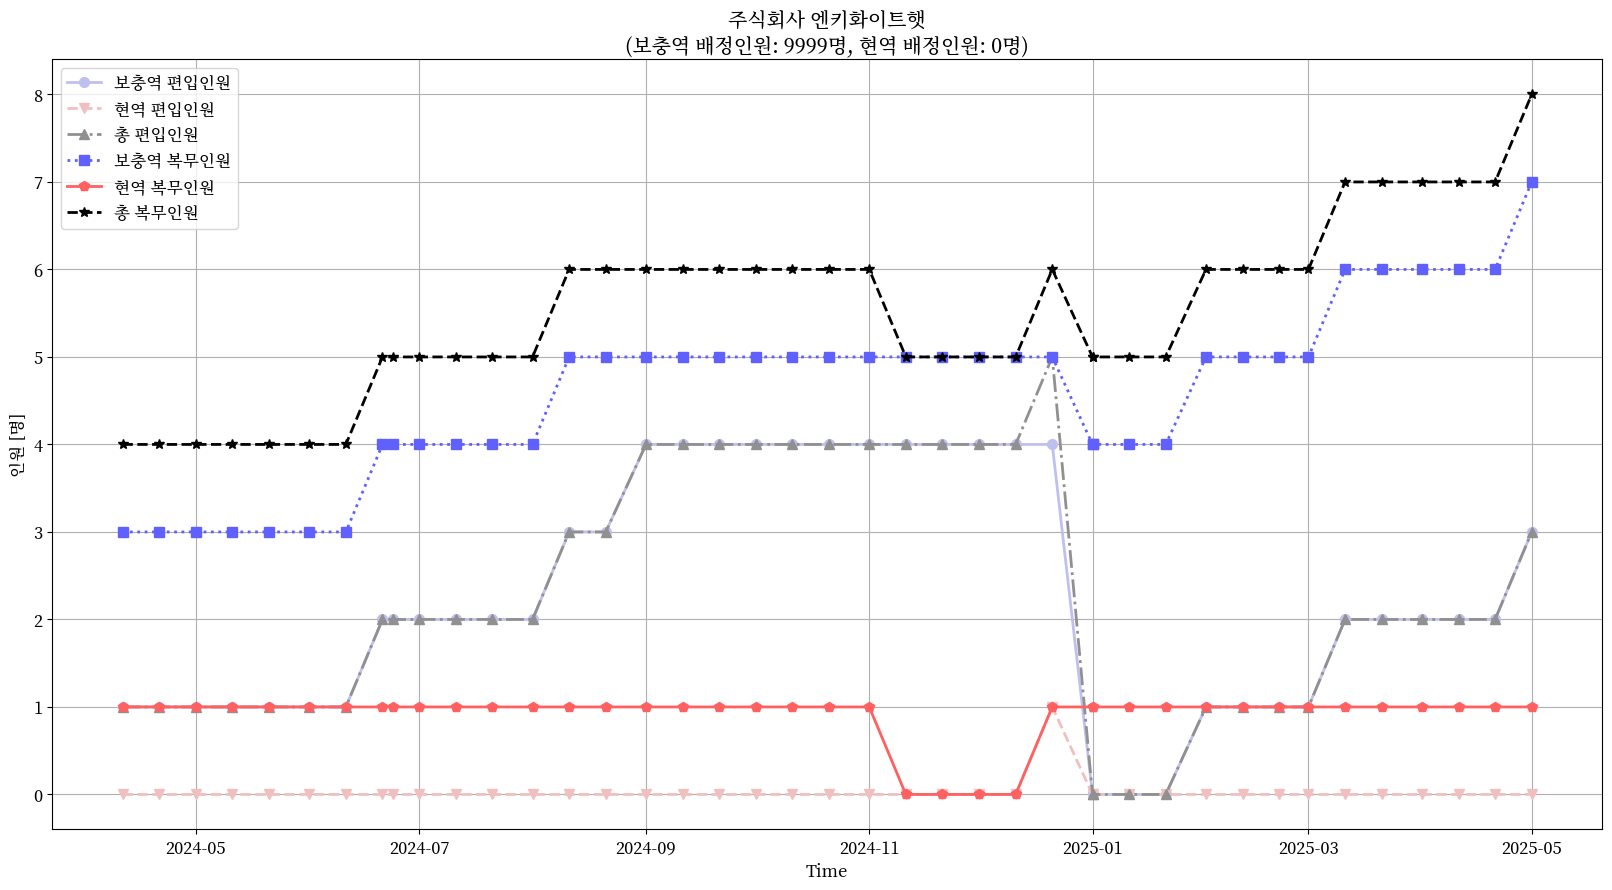 주식회사 엔키화이트햇
(보충역 배정인원: 9999명, 현역 배정인원: 0명)
보충역 편입인원
현역 편입인원
총 편입인원
보충역 복무인원
현역 복무인원
총 복무인원
8
7
6
5
4
3
2
1
0
인원 [명]
2024-05
2024-07
2024-09
2024-11
2025-01
2025-03
2025-05
Time